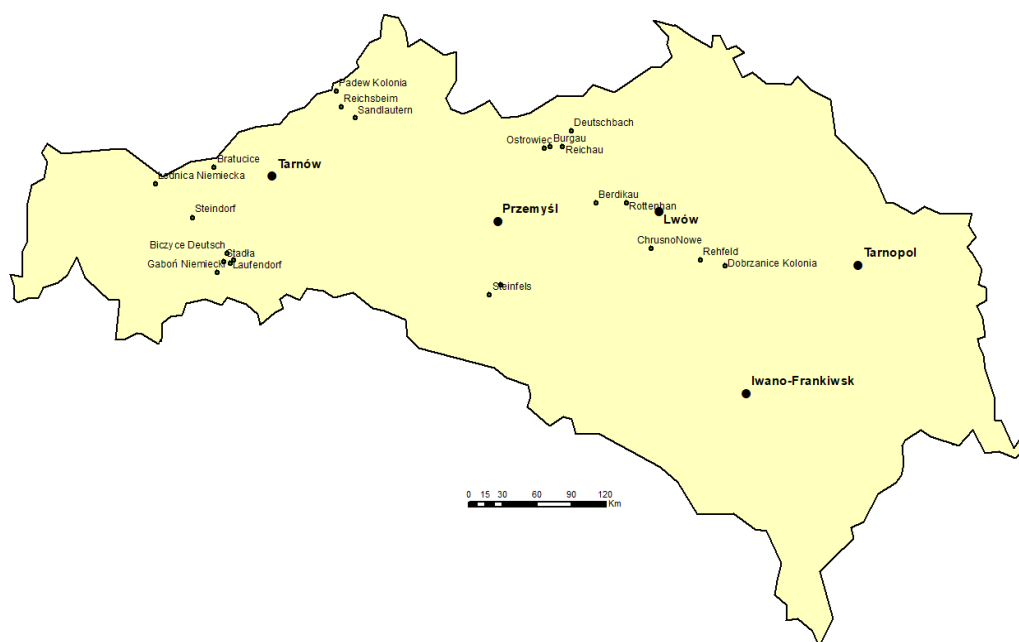 Padew Kolonia
Reichsbeim
Sandlautern
Deutschbach
Ostrowiec
Burgau
Reichau
Bratucice
Tarnów
Lednica Niemiecka
Berdikau
Rottenhan
Steindorf
Przemyśl
Lwów
Biczyce Deutsch
Stadła
ChrusnoNowe
Rehfeld
Tarnopol
Gaboń Niemiecki
Laufendorf
Dobrzanice Kolonia
Steinfels
Iwano-Frankiwsk
0 15 30 60 90 120
Km